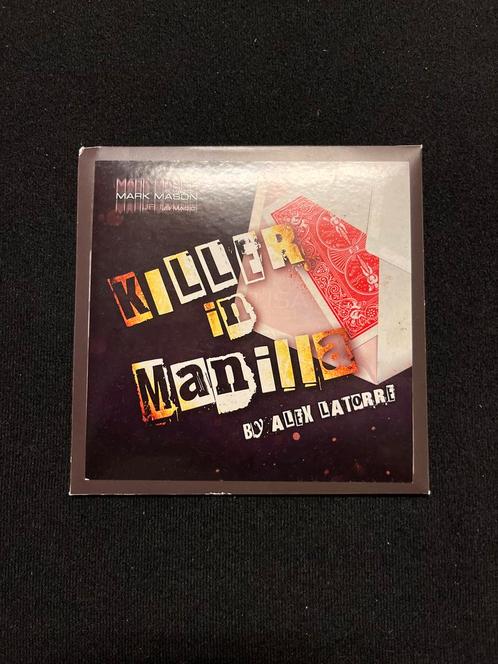 MARK MASON
KILLER
in
Manilla
BY ALEX LATORRE